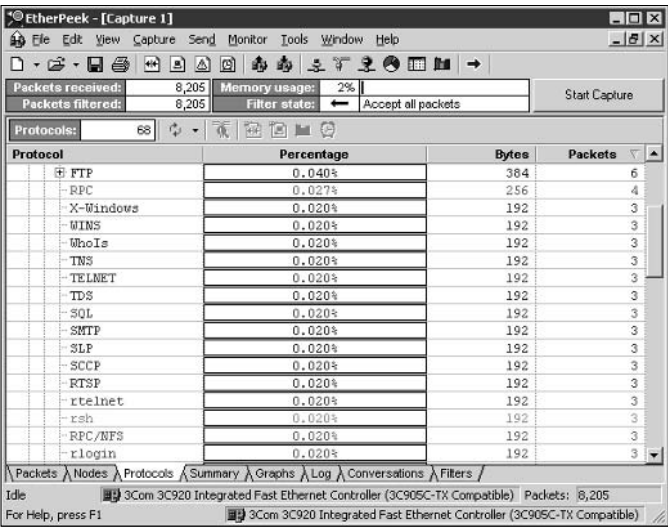 EtherPeek - [Capture 1]
File Edit View Capture Send Monitor Tools Window Help
Packets received: 8,205 Memory usage: 2%
Packets filtered: 8,205 Filter state: Accept all packets
Start Capture
Protocols: 68
Protocol Percentage Bytes Packets
FTP 0.040% 384 6
RPC 0.027% 256 4
X-Windows 0.020% 192 3
WINS 0.020% 192 3
WhoIs 0.020% 192 3
TNS 0.020% 192 3
TELNET 0.020% 192 3
TDS 0.020% 192 3
SQL 0.020% 192 3
SMTP 0.020% 192 3
SLP 0.020% 192 3
SCCP 0.020% 192 3
RTSP 0.020% 192 3
rtelnet 0.020% 192 3
rsh 0.020% 192 3
RPC/NFS 0.020% 192 3
rlogin 0.020% 192 3
Packets Nodes Protocols Summary Graphs Log Conversations Filters
Idle 3Com 3C920 Integrated Fast Ethernet Controller (3C905C-TX Compatible) Packets: 8,205
For Help, press F1 3Com 3C920 Integrated Fast Ethernet Controller (3C905C-TX Compatible)